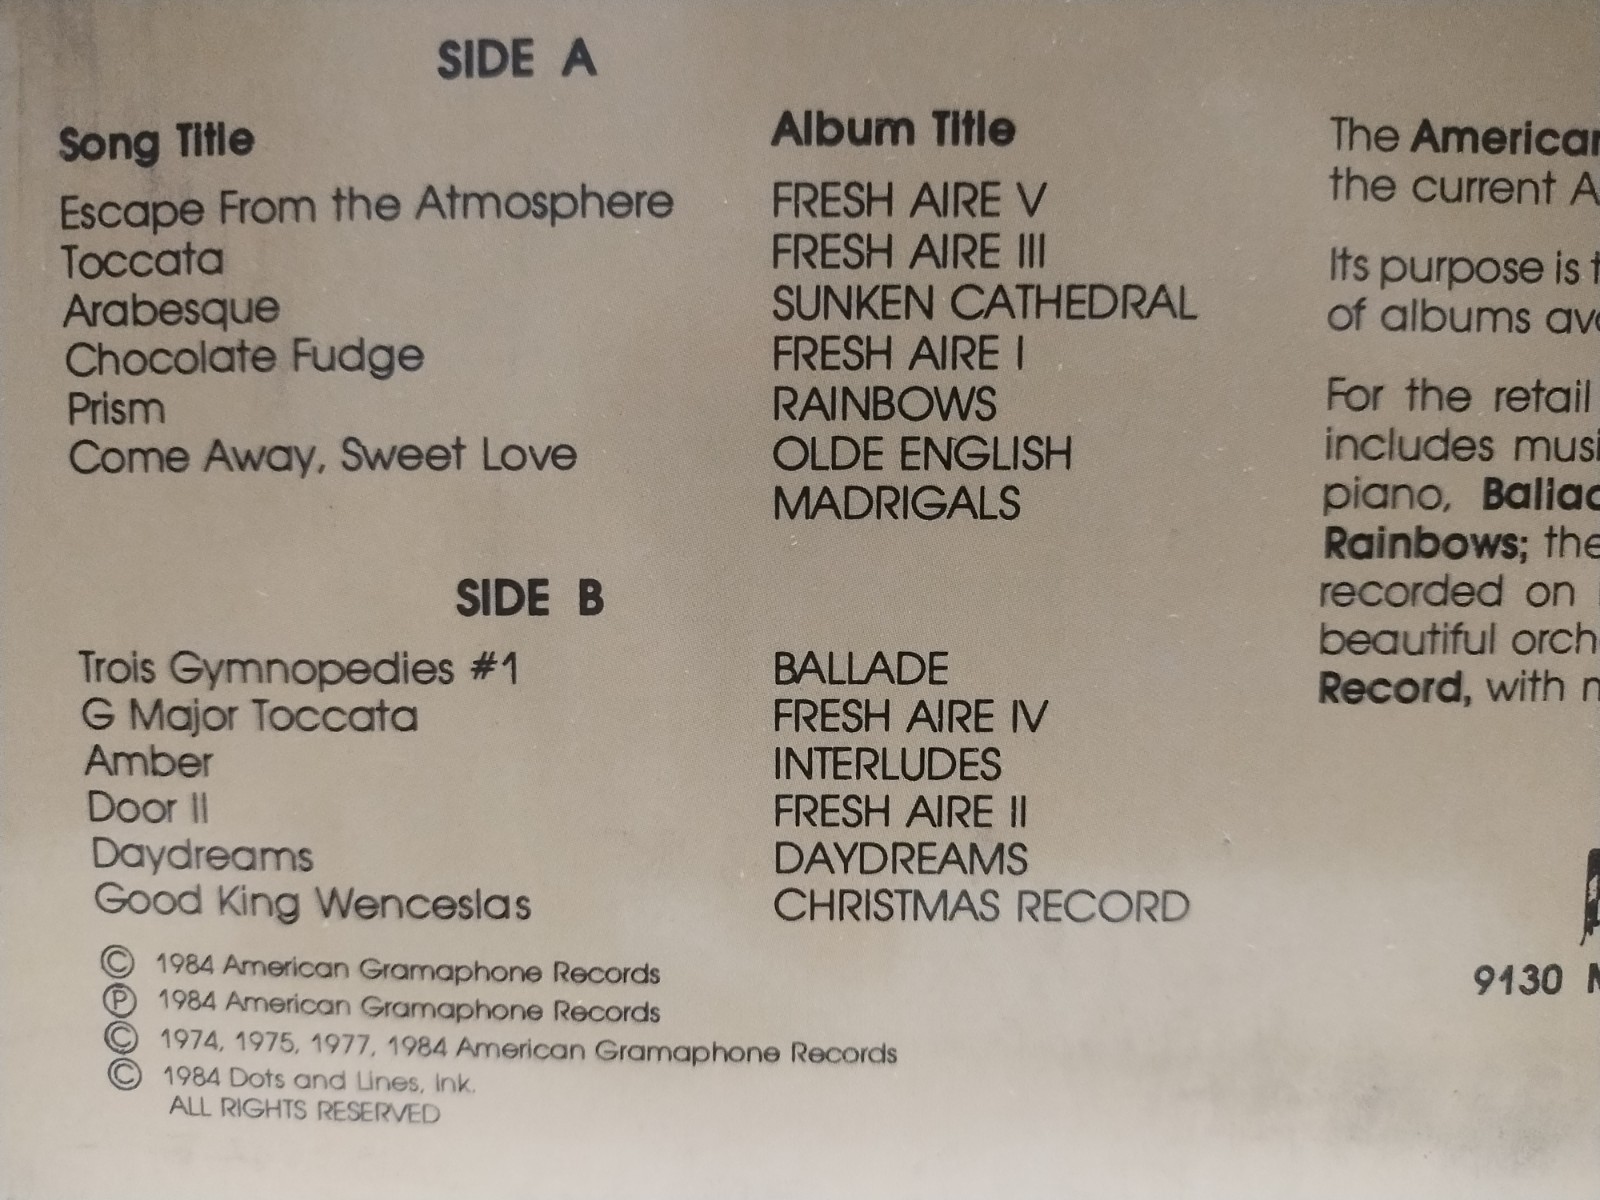 SIDE A
Song Title Album Title
Escape From the Atmosphere FRESH AIRE V
Toccata FRESH AIRE III
Arabesque SUNKEN CATHEDRAL
Chocolate Fudge FRESH AIRE I
Prism RAINBOWS
Come Away, Sweet Love OLDE ENGLISH
MADRIGALS
SIDE B
Trois Gymnopedies #1 BALLADE
G Major Toccata FRESH AIRE IV
Amber INTERLUDES
Door II FRESH AIRE II
Daydreams DAYDREAMS
Good King Wenceslas CHRISTMAS RECORD
© 1984 American Gramaphone Records
℗ 1984 American Gramaphone Records
© 1974, 1975, 1977, 1984 American Gramaphone Records
© 1984 Dots and Lines, Ink.
ALL RIGHTS RESERVED
The American
the current
Its purpose is
of albums
For the retail
includes
piano,
Rainbows; the
recorded on
beautiful
Record, with
9130